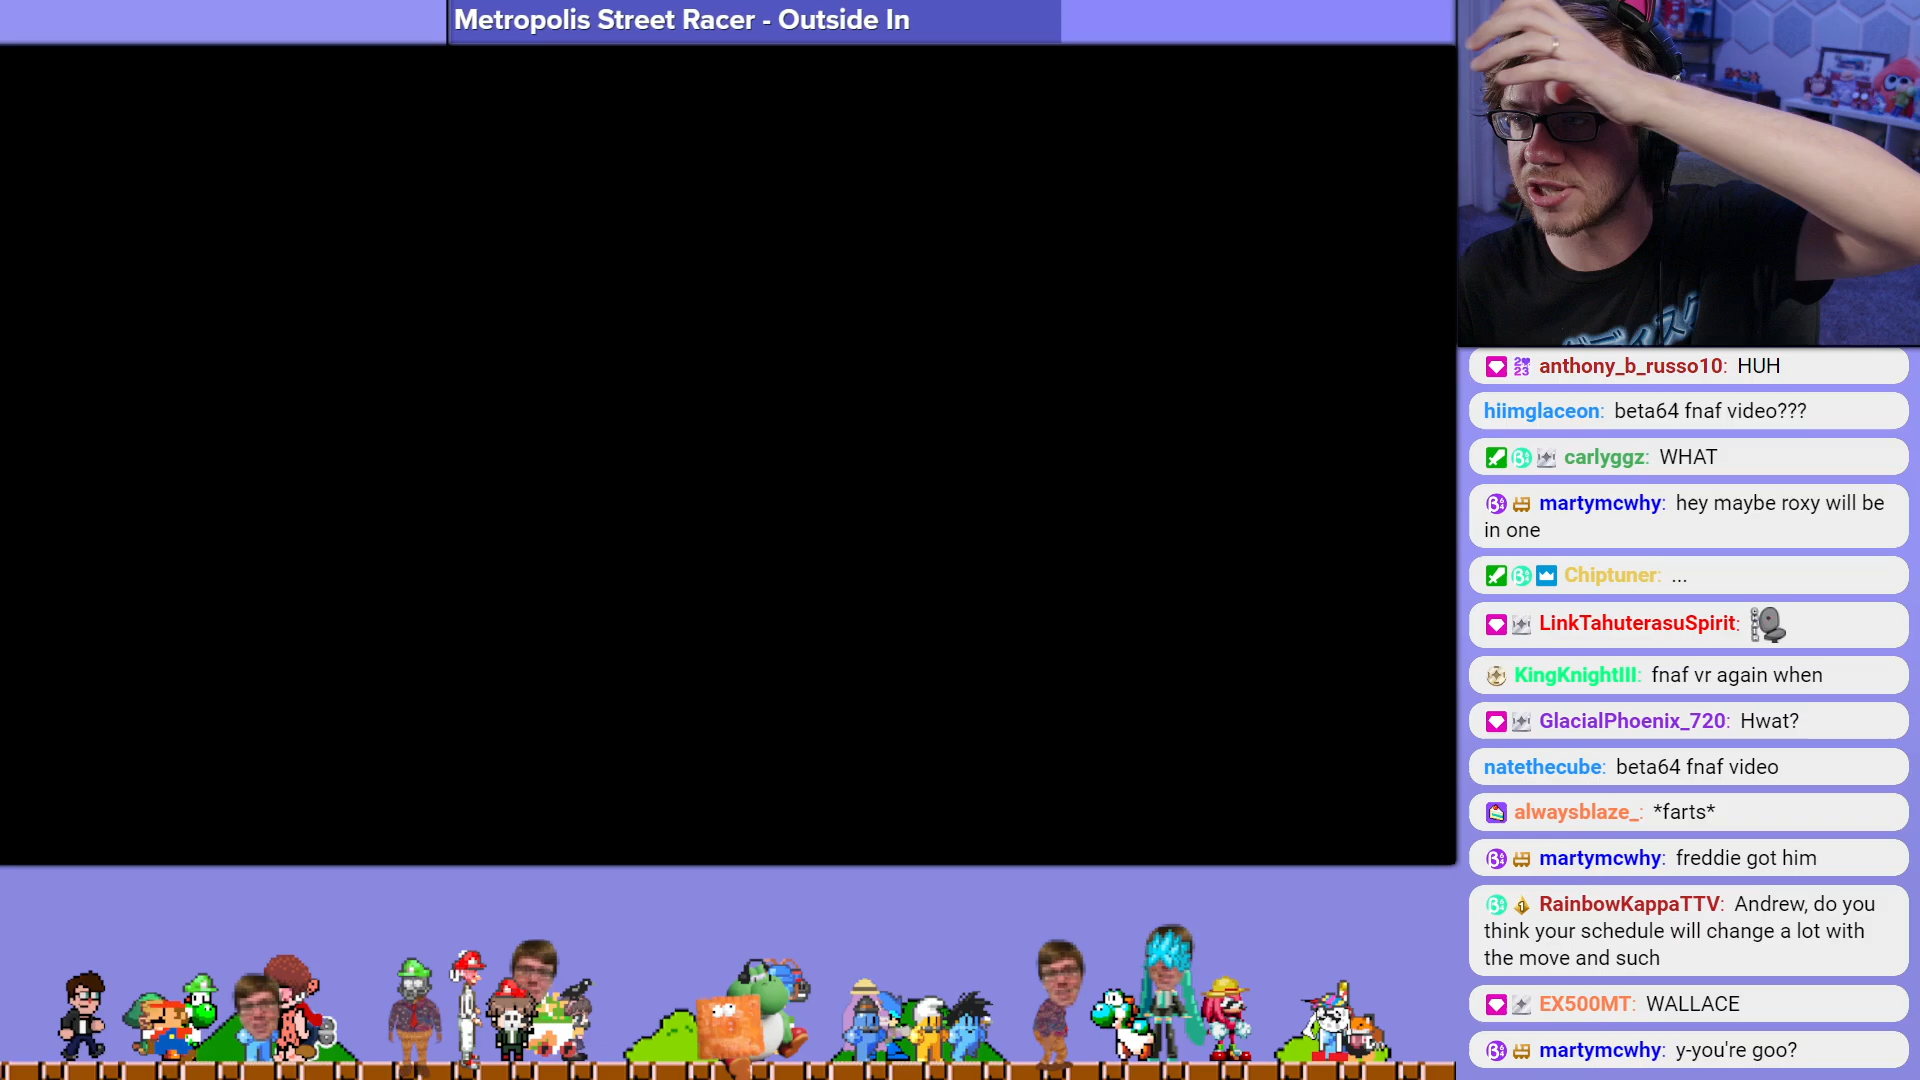 Metropolis Street Racer - Outside In
anthony_b_russo10: HUH
hiimglaceon: beta64 fnaf video???
carlyggz: WHAT
martymcwhy: hey maybe roxy will be
in one
Chiptuner: ...
LinkTahuterasuSpirit:
KingKnightIII: fnaf vr again when
GlacialPhoenix_720: Hwat?
natethecube: beta64 fnaf video
alwaysblaze_: *farts*
martymcwhy: freddie got him
RainbowKappaTTV: Andrew, do you
think your schedule will change a lot with
the move and such
EX500MT: WALLACE
martymcwhy: y-you're goo?